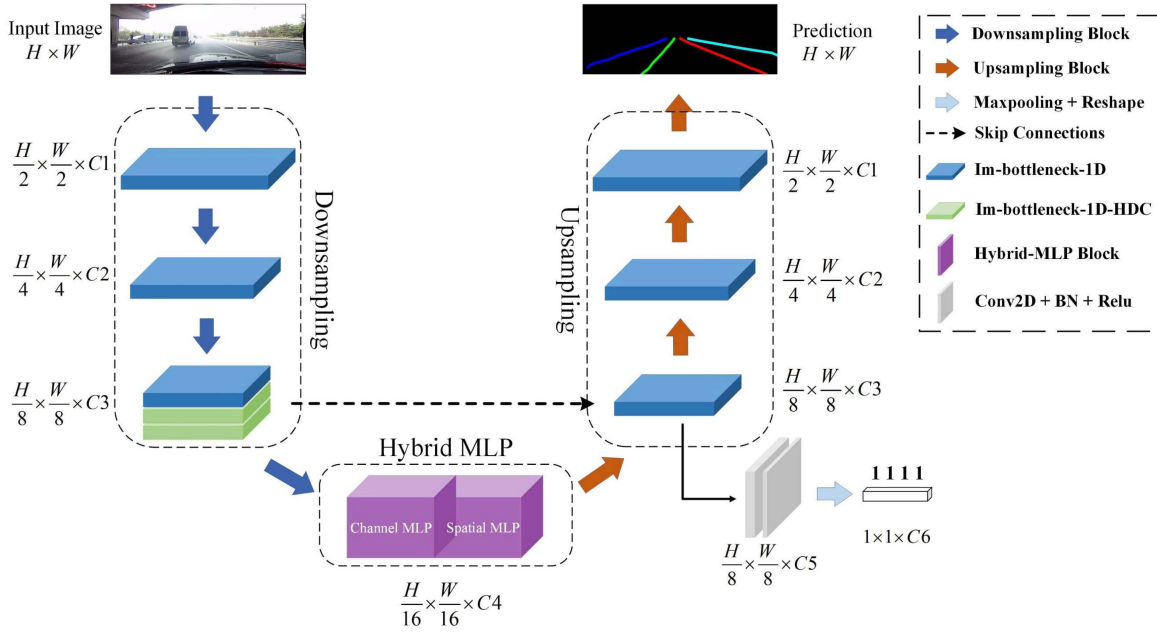 Input Image
H × W
Prediction
H × W
Downsampling Block
Upsampling Block
Maxpooling + Reshape
Skip Connections
Im-bottleneck-1D
Im-bottleneck-1D-HDC
Hybrid-MLP Block
Conv2D + BN + Relu
H/2 × W/2 × C1
H/4 × W/4 × C2
H/8 × W/8 × C3
Downsampling
Upsampling
H/2 × W/2 × C1
H/4 × W/4 × C2
H/8 × W/8 × C3
Hybrid MLP
Channel MLP
Spatial MLP
H/16 × W/16 × C4
H/8 × W/8 × C5
1 1 1 1
1×1×C6